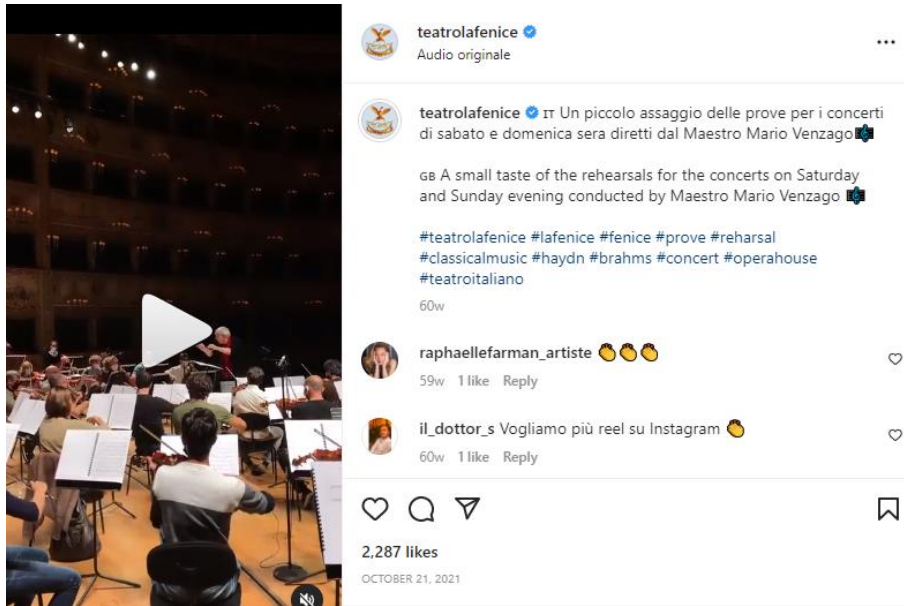 teatrolafenice
Audio originale
teatrolafenice IT Un piccolo assaggio delle prove per i concerti
di sabato e domenica sera diretti dal Maestro Mario Venzago
GB A small taste of the rehearsals for the concerts on Saturday
and Sunday evening conducted by Maestro Mario Venzago
#teatrolafenice #lafenice #fenice #prove #reharsal
#classicalmusic #haydn #brahms #concert #operahouse
#teatroitaliano
60w
raphaellefarman_artiste 👏👏👏
59w 1 like Reply
il_dottor_s Vogliamo più reel su Instagram 👏
60w 1 like Reply
2,287 likes
OCTOBER 21, 2021